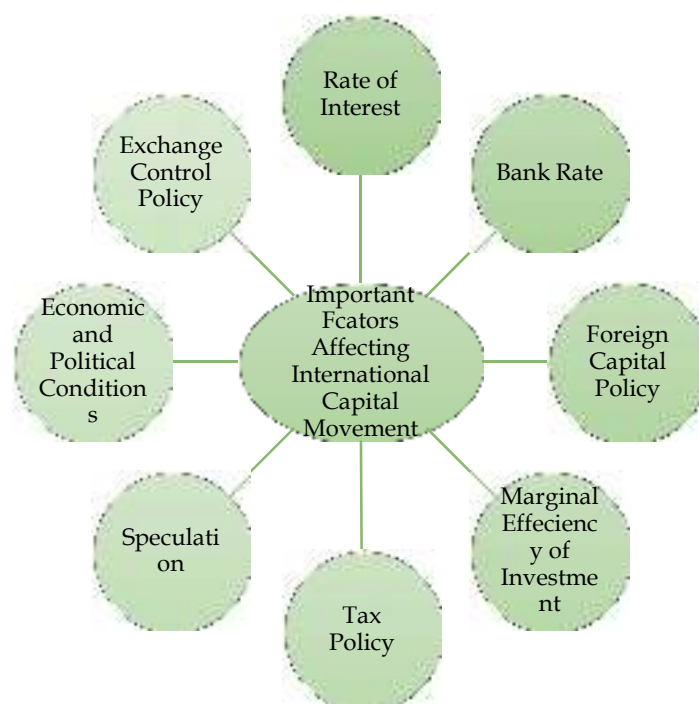 Rate of
Interest
Bank Rate
Foreign
Capital
Policy
Marginal
Effecienc
y of
Investme
nt
Tax
Policy
Speculati
on
Economic
and
Political
Condition
s
Exchange
Control
Policy
Important
Fcators
Affecting
International
Capital
Movement